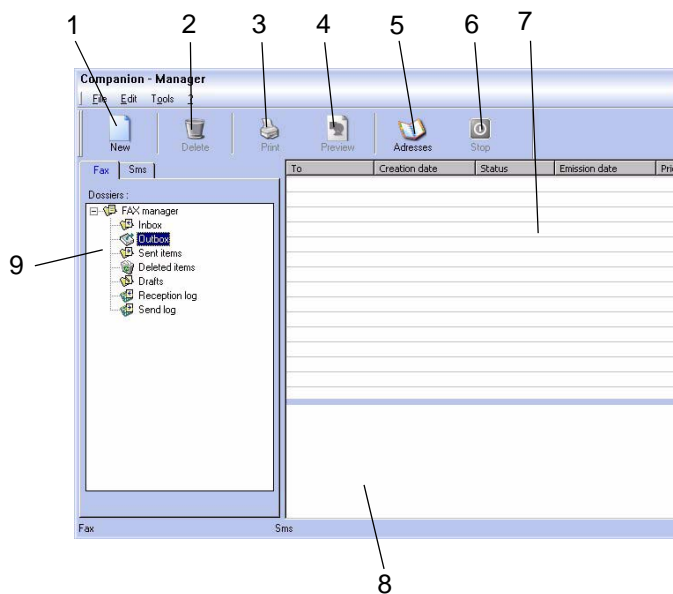 1 2 3 4 5 6 7
Companion - Manager
File Edit Tools ?
New Delete Print Preview Adresses Stop
Fax Sms
To Creation date Status Emission date Pri
Dossiers :
FAX manager
Inbox
Outbox
9
Sent items
Deleted items
Drafts
Reception log
Send log
Fax Sms
8